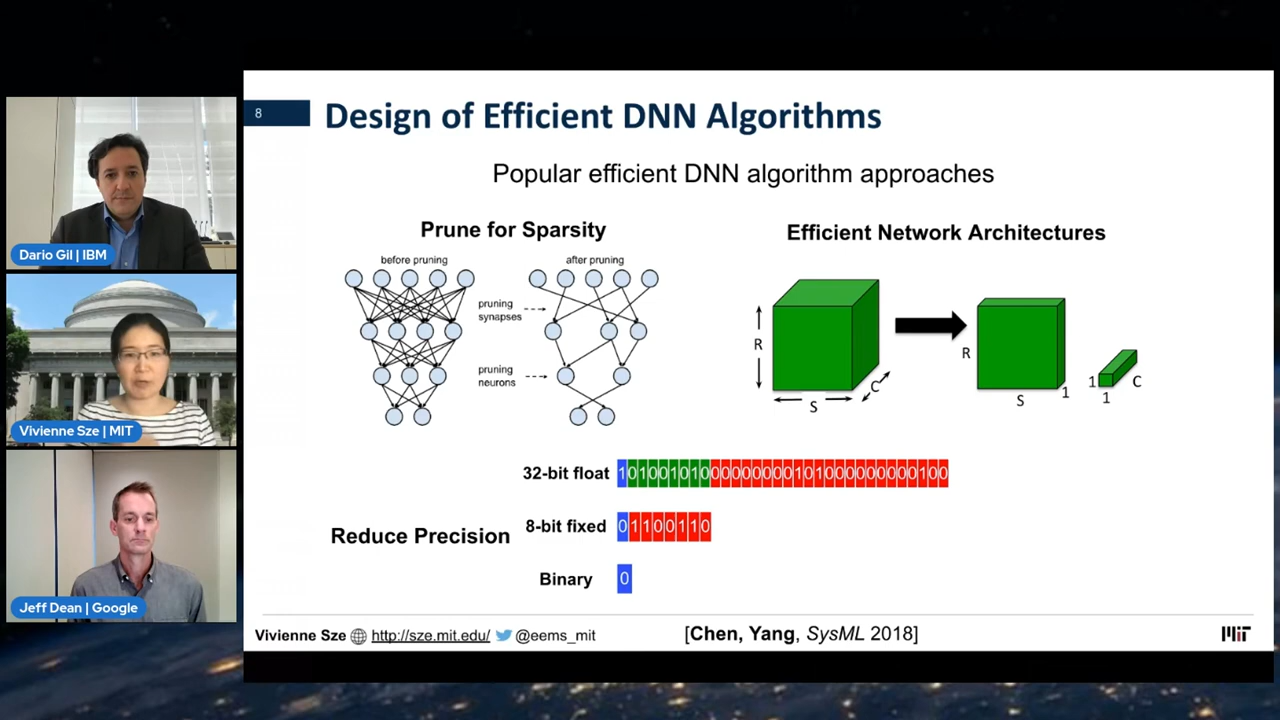 Dario Gil | IBM
Vivienne Sze | MIT
Jeff Dean | Google
8
Design of Efficient DNN Algorithms
Popular efficient DNN algorithm approaches
Prune for Sparsity
before pruning
after pruning
pruning
synapses
pruning
neurons
Efficient Network Architectures
R
S
C
R
S
1
1
1
C
Reduce Precision
32-bit float
10100101000000000101000000000100
8-bit fixed
01100110
Binary
0
Vivienne Sze http://sze.mit.edu/ @eems_mit
[Chen, Yang, SysML 2018]
MIT